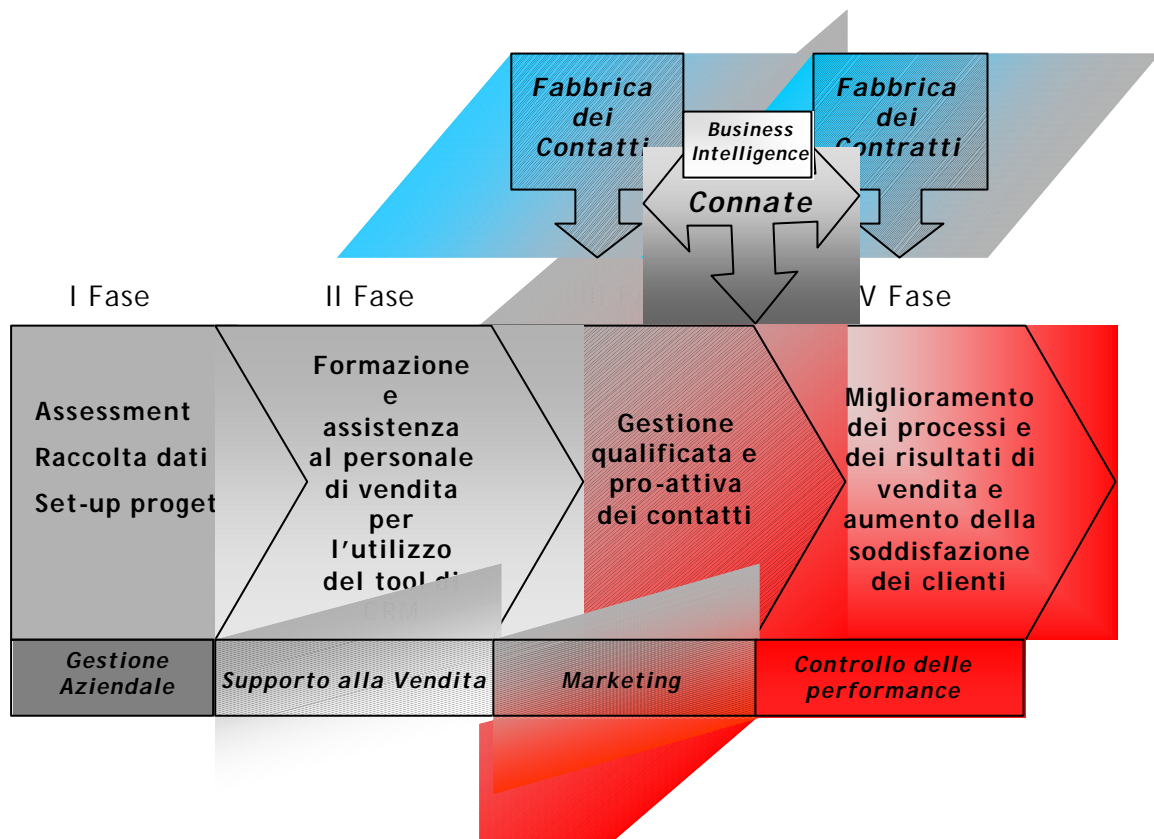 Fabbrica
dei
Contatti
Business
Intelligence
Fabbrica
dei
Contratti
Connate
I Fase
II Fase
V Fase
Assessment
Raccolta dati
Set-up proget
Formazione
e
assistenza
al personale
di vendita
per
l'utilizzo
del tool di
CRM
Gestione
qualificata e
pro-attiva
dei contatti
Miglioramento
dei processi e
dei risultati di
vendita e
aumento della
soddisfazione
dei clienti
Gestione
Aziendale
Supporto alla Vendita
Marketing
Controllo delle
performance